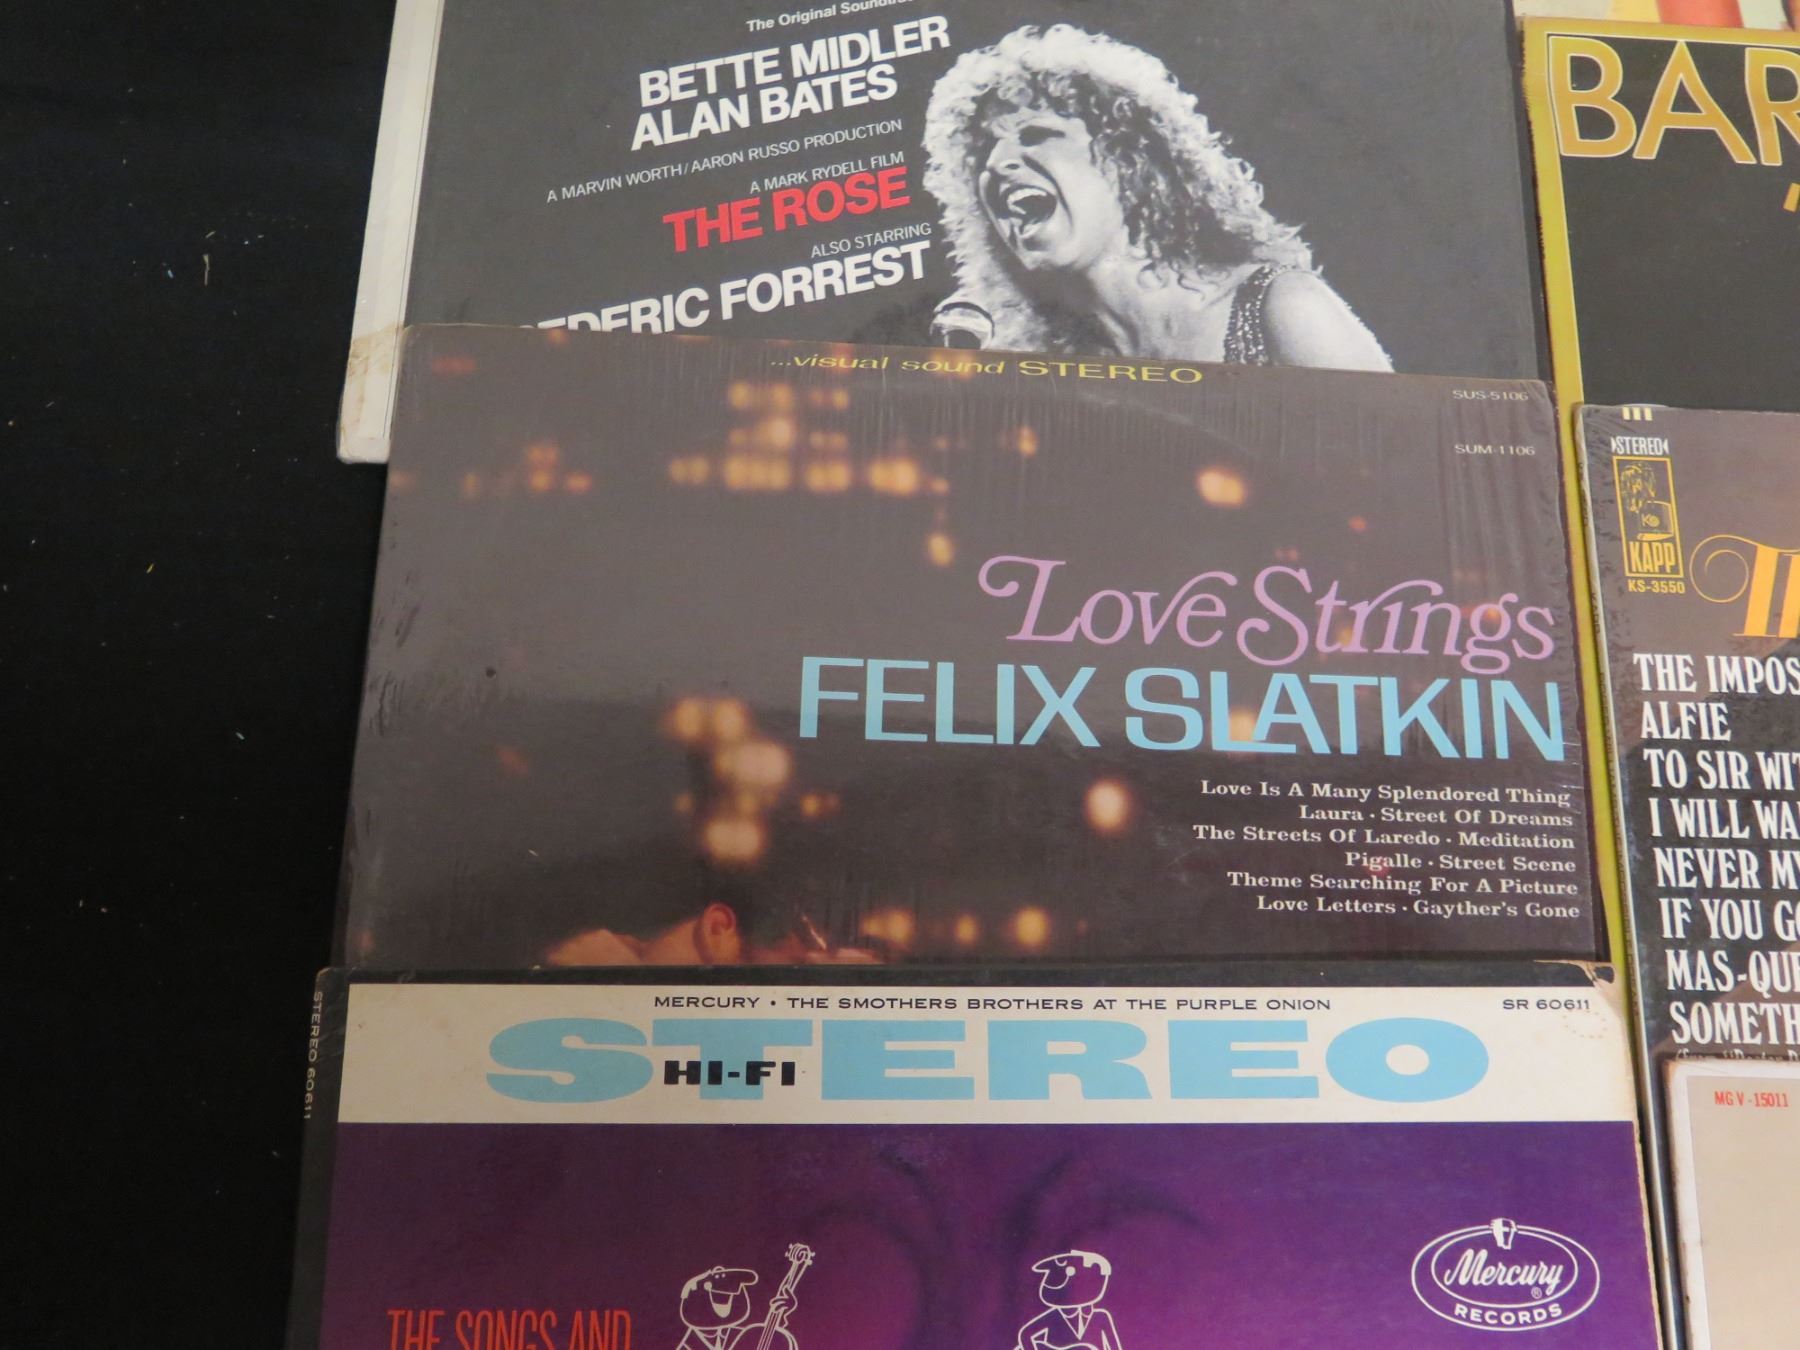 The Original
BETTE MIDLER
ALAN BATES
A MARVIN WORTH/AARON RUSSO PRODUCTION
A MARK RYDELL FILM
THE ROSE
ALSO STARRING
FORREST
...visual sound STEREO
SUS-5106
SUM-1106
Love Strings
FELIX SLATKIN
Love Is A Many Splendored Thing
Laura · Street Of Dreams
The Streets Of Laredo · Meditation
Pigalle · Street Scene
Theme Searching For A Picture
Love Letters · Gayther's Gone
MERCURY • THE SMOTHERS BROTHERS AT THE PURPLE ONION
SR 60611
STEREO
HI-FI
STEREO 60611
THE SONGS AND
Mercury ®
RECORDS
BAR
STEREO
KAPP
KS-3550
THE IMPOS
ALFIE
TO SIR WIT
I WILL WA
NEVER MY
IF YOU GO
MAS-QUE
SOMETH
MG V-15011